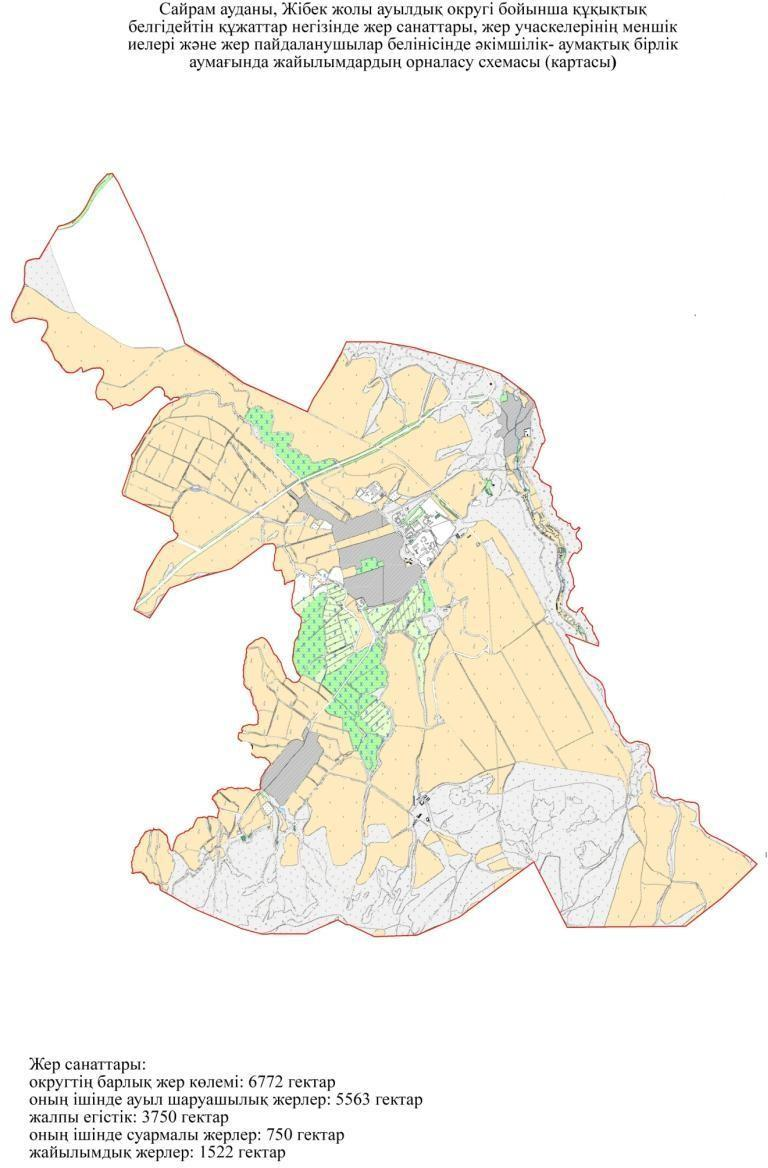 Сайрам ауданы, Жібек жолы ауылдық округі бойынша құқықтық
белгідейтін құжаттар негізінде жер санаттары, жер учаскелерінің меншік
иелері және жер пайдаланушылар белінісінде әкімшілік- аумақтық бірлік
аумағында жайылымдардың орналасу схемасы (картасы)
Жер санаттары:
округтің барлық жер көлемі: 6772 гектар
оның ішінде ауыл шаруашылық жерлер: 5563 гектар
жалпы егістік: 3750 гектар
оның ішінде суармалы жерлер: 750 гектар
жайылымдық жерлер: 1522 гектар